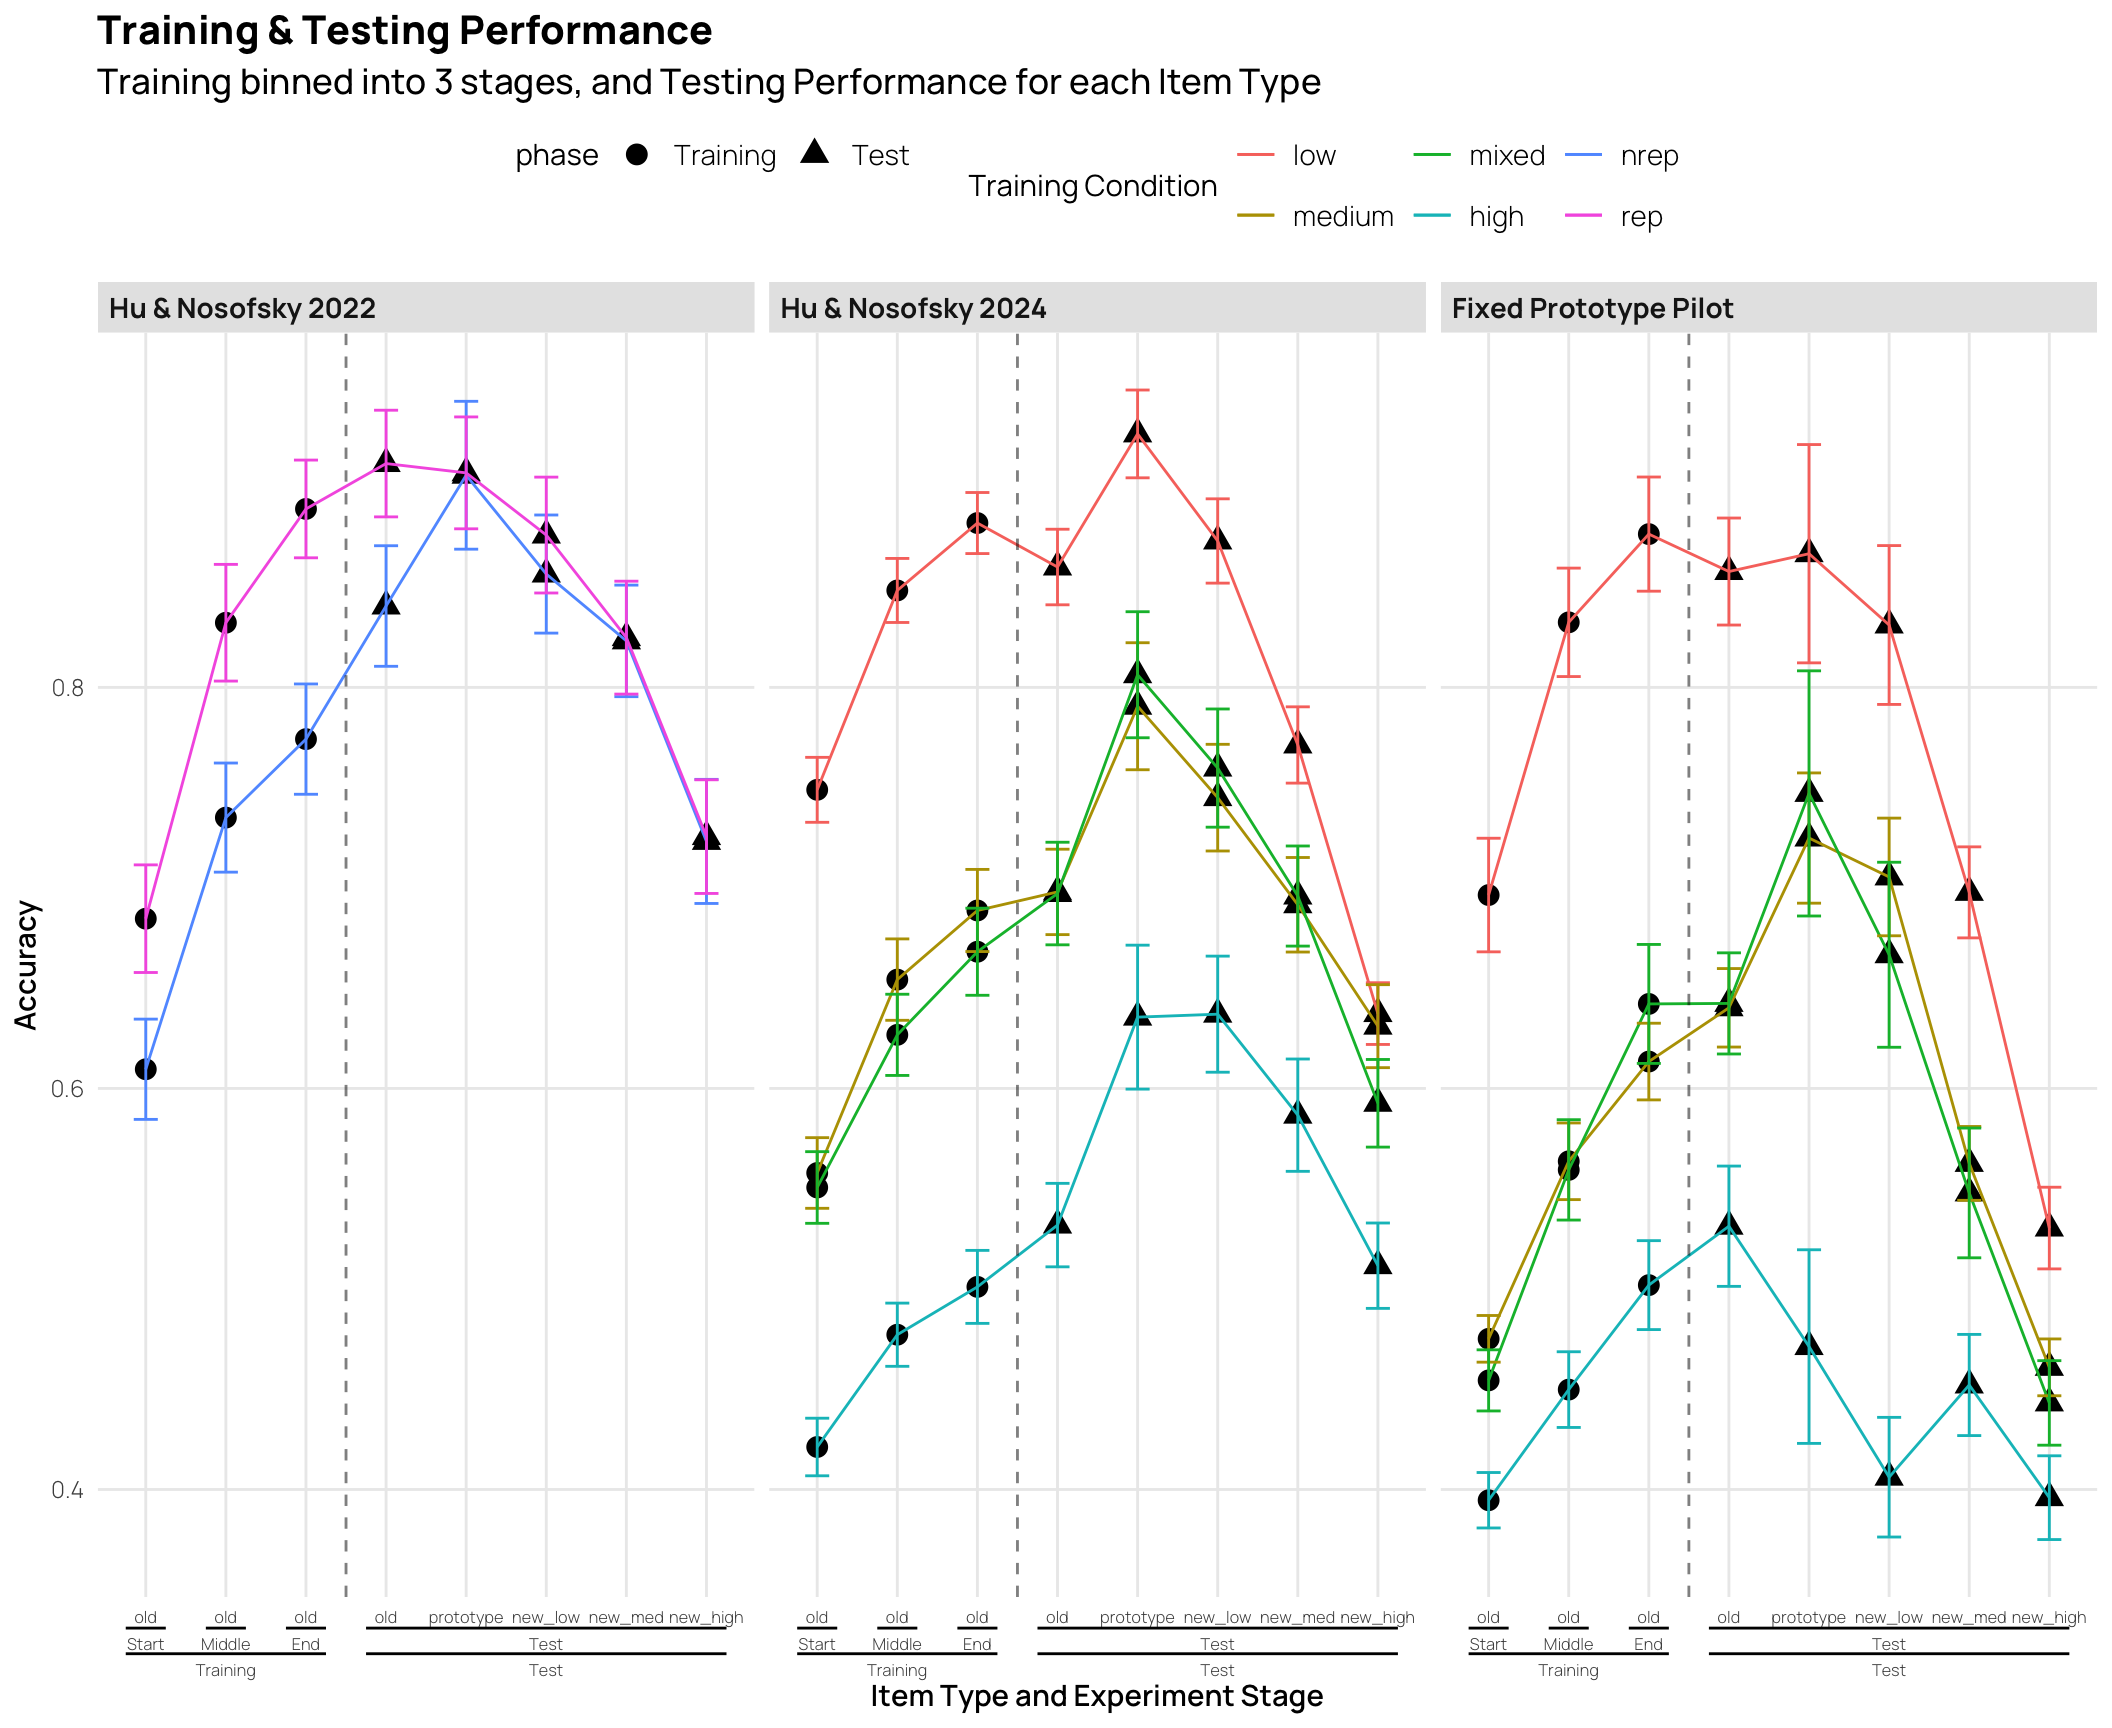 Training & Testing Performance
Training binned into 3 stages, and Testing Performance for each Item Type
phase Training Test
Training Condition
low mixed nrep
medium high rep
Hu & Nosofsky 2022 Hu & Nosofsky 2024 Fixed Prototype Pilot
Accuracy
0.8
0.6
0.4
old old old old prototype new_low new_med new_high old old old old prototype new_low new_med new_high old old old old prototype new_low new_med new_high
Start Middle End Test Start Middle End Test Start Middle End Test
Training Test Training Test Training Test
Item Type and Experiment Stage